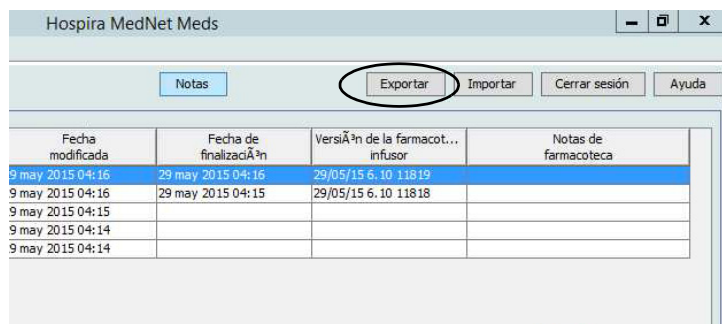 Hospira MedNet Meds
Notas Exportar Importar Cerrar sesión Ayuda
Fecha modificada Fecha de finalizaciÃ³n VersiÃ³n de la farmacot... infusor Notas de farmacoteca
9 may 2015 04:16 29 may 2015 04:16 29/05/15 6.10 11819
9 may 2015 04:16 29 may 2015 04:15 29/05/15 6.10 11818
9 may 2015 04:15
9 may 2015 04:14
9 may 2015 04:14